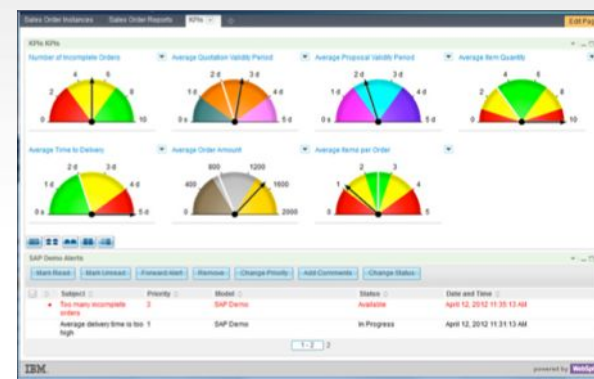 Sales Order Instances Sales Order Reports KPIs
Edit Pag
KPIs KPIs
Number of Incomplete Orders Average Quotation Validity Period Average Proposal Validity Period Average Item Quantity
4 6 2 d 3 d 2 d 3 d 4 6
2 8 1 d 4 d 1 d 4 d 2 8
0 10 0 s 5 d 0 s 5 d 0 10
Average Time to Delivery Average Order Amount Average Items per Order
2 d 3 d 800 1200 2 3
1 d 4 d 400 1600 1 4
0 s 5 d 0 2000 0 5
SAP Demo Alerts
Mark Read Mark Unread Forward Alert Remove Change Priority Add Comments Change Status
Subject Priority Model Status Date and Time
Too many incomplete orders 3 SAP Demo Available April 12, 2012 11:35:13 AM
Average delivery time is too high 1 SAP Demo In Progress April 12, 2012 11:31:13 AM
1 - 2 2
IBM. powered by WebSph